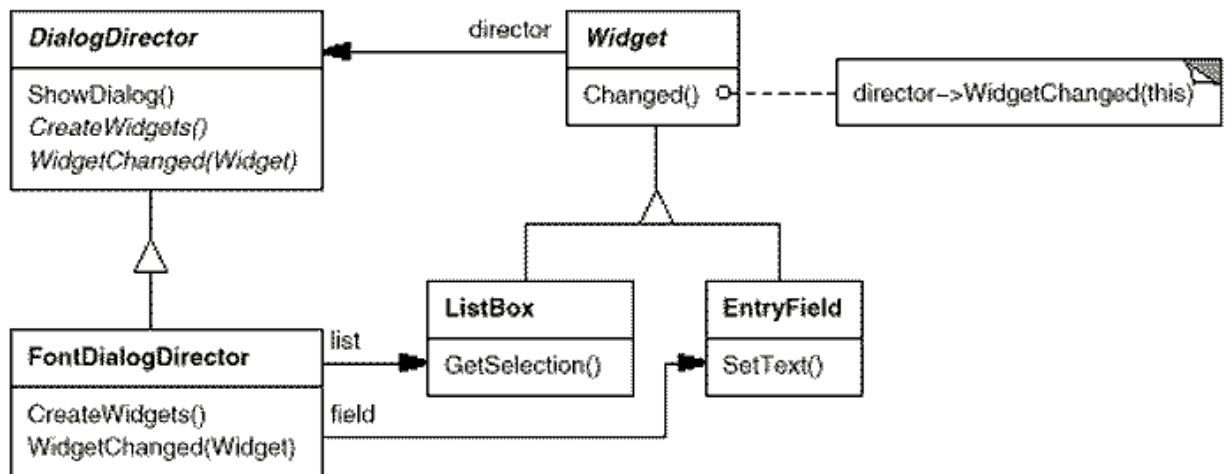 DialogDirector
director
Widget
ShowDialog()
CreateWidgets()
WidgetChanged(Widget)
Changed()
director->WidgetChanged(this)
FontDialogDirector
list
ListBox
EntryField
GetSelection()
SetText()
CreateWidgets()
WidgetChanged(Widget)
field